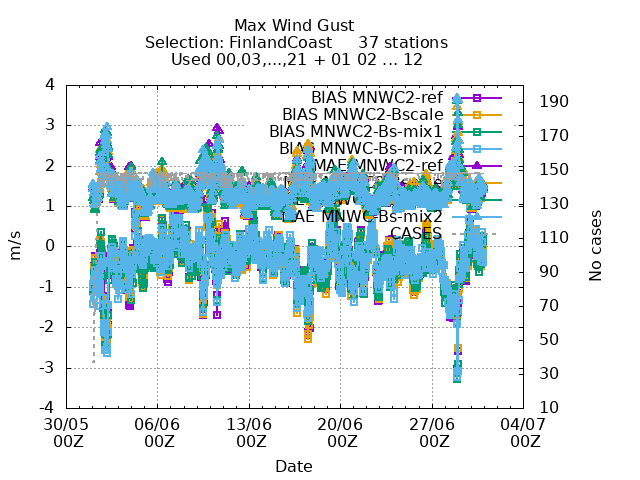 Max Wind Gust
Selection: FinlandCoast 37 stations
Used 00,03,...,21 + 01 02 ... 12
4
3
2
1
0
-1
-2
-3
-4
m/s
190
170
150
130
110
90
70
50
30
10
No cases
BIAS MNWC2-ref
BIAS MNWC2-Bscale
BIAS MNWC2-Bs-mix1
BIAS MNWC-Bs-mix2
MAE MNWC2-ref
MAE MNWC-Bs-mix2
CASES
30/05 06/06 13/06 20/06 27/06 04/07
00Z 00Z 00Z 00Z 00Z 00Z
Date